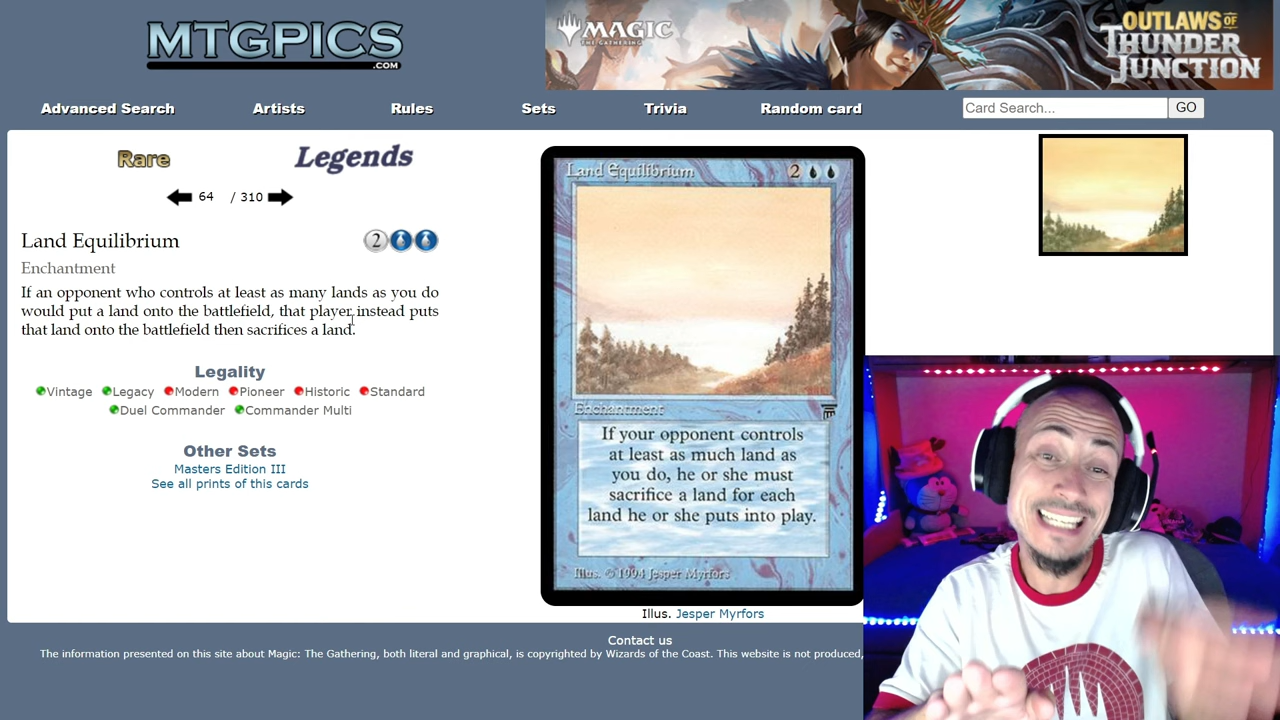 MTGPICS
.COM
MAGIC
THE GATHERING
OUTLAWS OF
THUNDER
JUNCTION
Advanced Search Artists Rules Sets Trivia Random card Card Search... GO
Rare Legends
64 / 310
Land Equilibrium 2
Enchantment
If an opponent who controls at least as many lands as you do
would put a land onto the battlefield, that player instead puts
that land onto the battlefield then sacrifices a land.
Legality
Vintage Legacy Modern Pioneer Historic Standard
Duel Commander Commander Multi
Other Sets
Masters Edition III
See all prints of this cards
Land Equilibrium 2
Enchantment
If your opponent controls
at least as much land as
you do, he or she must
sacrifice a land for each
land he or she puts into play.
Illus. © 1994 Jesper Myrfors
Illus. Jesper Myrfors
Contact us
The information presented on this site about Magic: The Gathering, both literal and graphical, is copyrighted by Wizards of the Coast. This website is not produced,